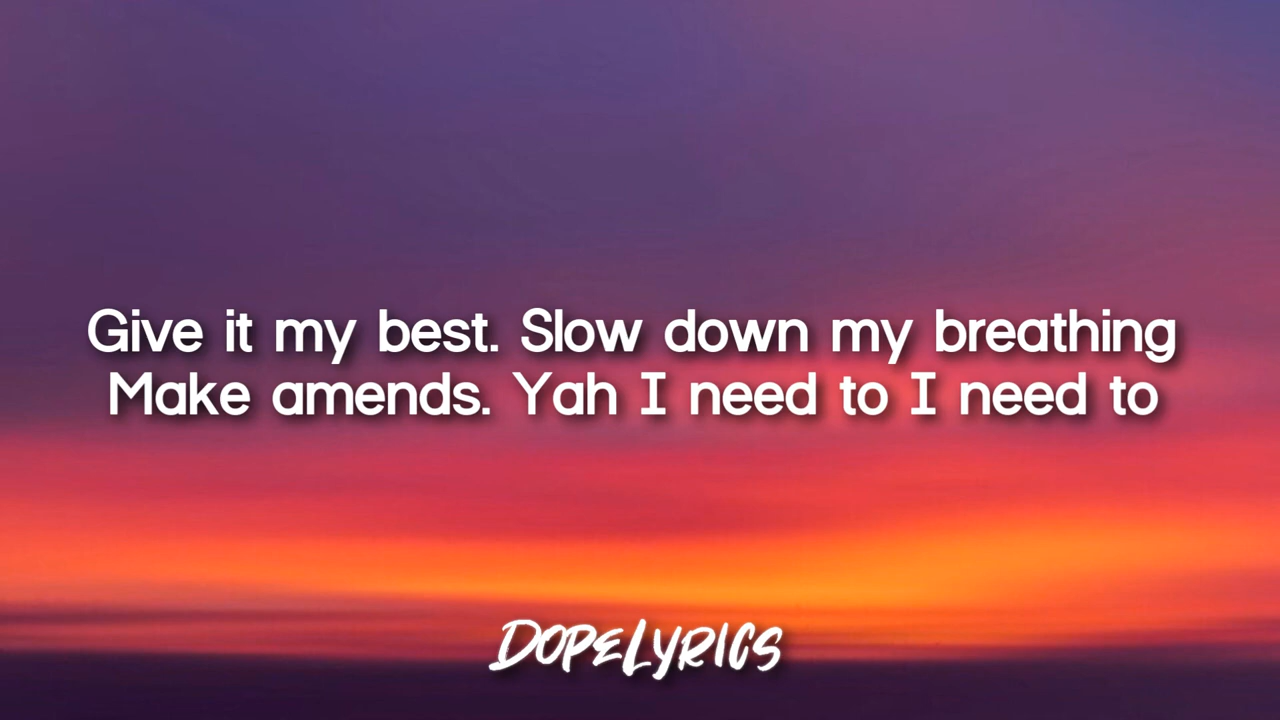 Give it my best. Slow down my breathing
Make amends. Yah I need to I need to
DOPELYRICS